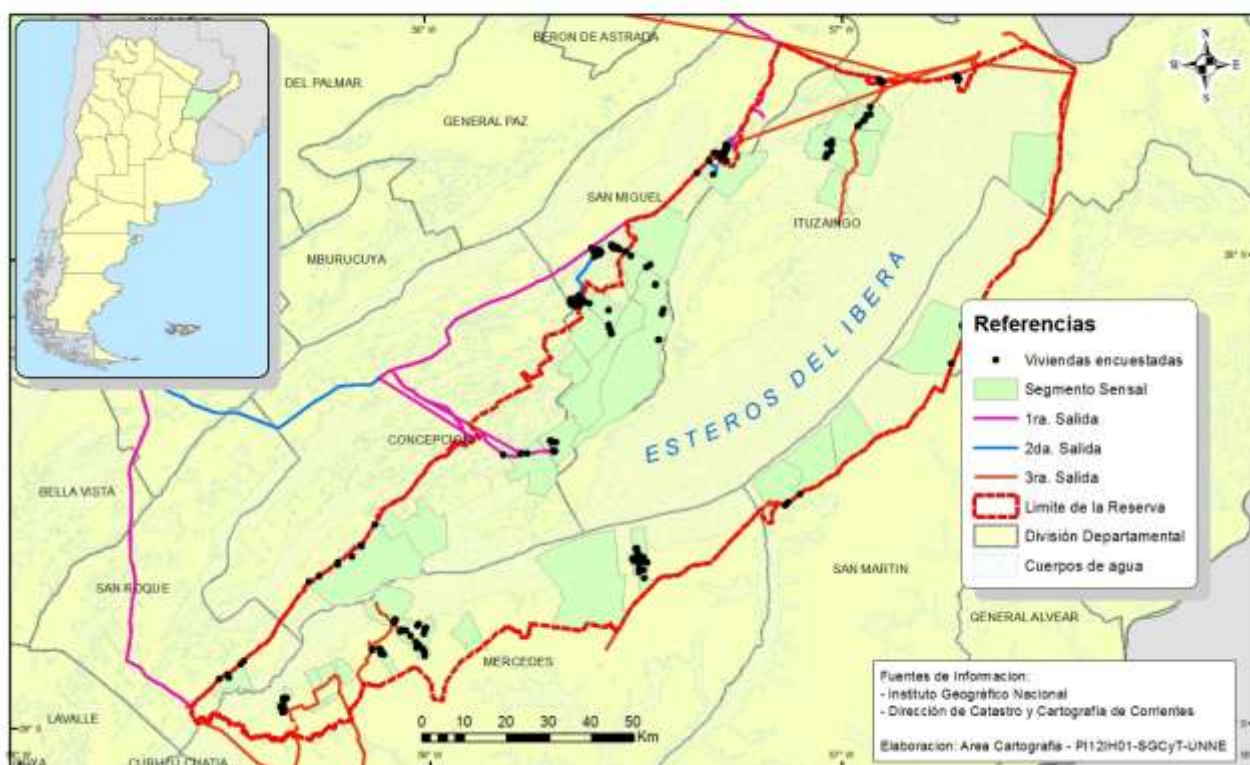 BERON DE ASTRADA
DEL PALMAR
GENERAL PAZ
SAN MIGUEL
ITUZAINGO
MBURUCUYA
ESTEROS DEL IBERA
CONCEPCION
BELLA VISTA
SAN ROQUE
SAN MARTIN
GENERAL ALVEAR
MERCEDES
LAVALLE
N
E
S
58° W
57° W
Referencias
Viviendas encuestadas
Segmento Sensal
1ra. Salida
2da. Salida
3ra. Salida
Limite de la Reserva
División Departamental
Cuerpos de agua
0 5 10 20 30 40 50
Km
Fuentes de Informacion:
- Instituto Geográfico Nacional
- Dirección de Catastro y Cartografía de Corrientes
Elaboracion: Area Cartografia - PI12IH01-SGCyT-UNNE